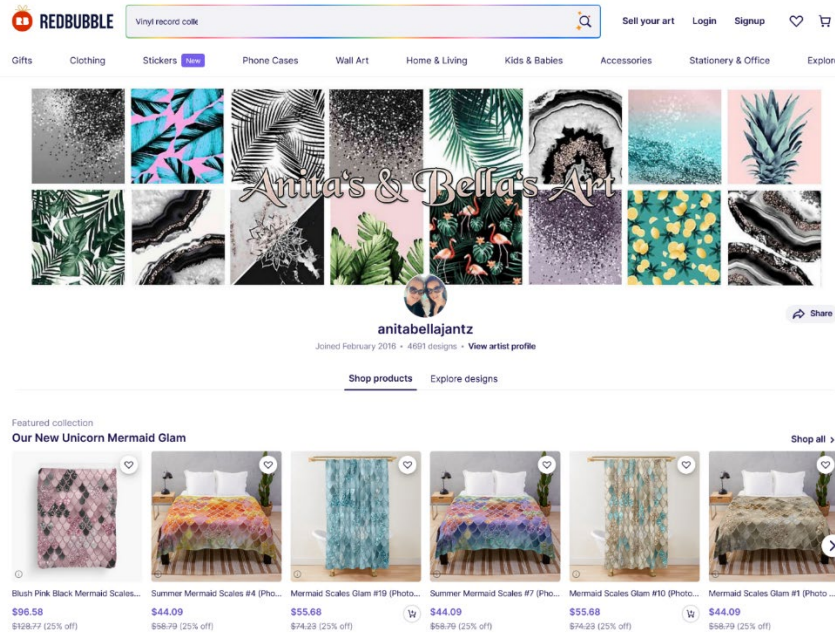 REDBUBBLE
Vinyl record colle
Sell your art
Login
Signup
Gifts
Clothing
Stickers New
Phone Cases
Wall Art
Home & Living
Kids & Babies
Accessories
Stationery & Office
Explor
Anita's & Bella's Art
anitabellajantz
Share
Joined February 2016 • 4691 designs • View artist profile
Shop products
Explore designs
Featured collection
Our New Unicorn Mermaid Glam
Shop all
Blush Pink Black Mermaid Scales...
Summer Mermaid Scales #4 (Pho...
Mermaid Scales Glam #19 (Photo...
Summer Mermaid Scales #7 (Pho...
Mermaid Scales Glam #10 (Photo...
Mermaid Scales Glam #1 (Photo ...
$96.58
$44.09
$55.68
$44.09
$55.68
$44.09
$128.77 (25% off)
$58.79 (25% off)
$74.23 (25% off)
$58.79 (25% off)
$74.23 (25% off)
$58.79 (25% off)